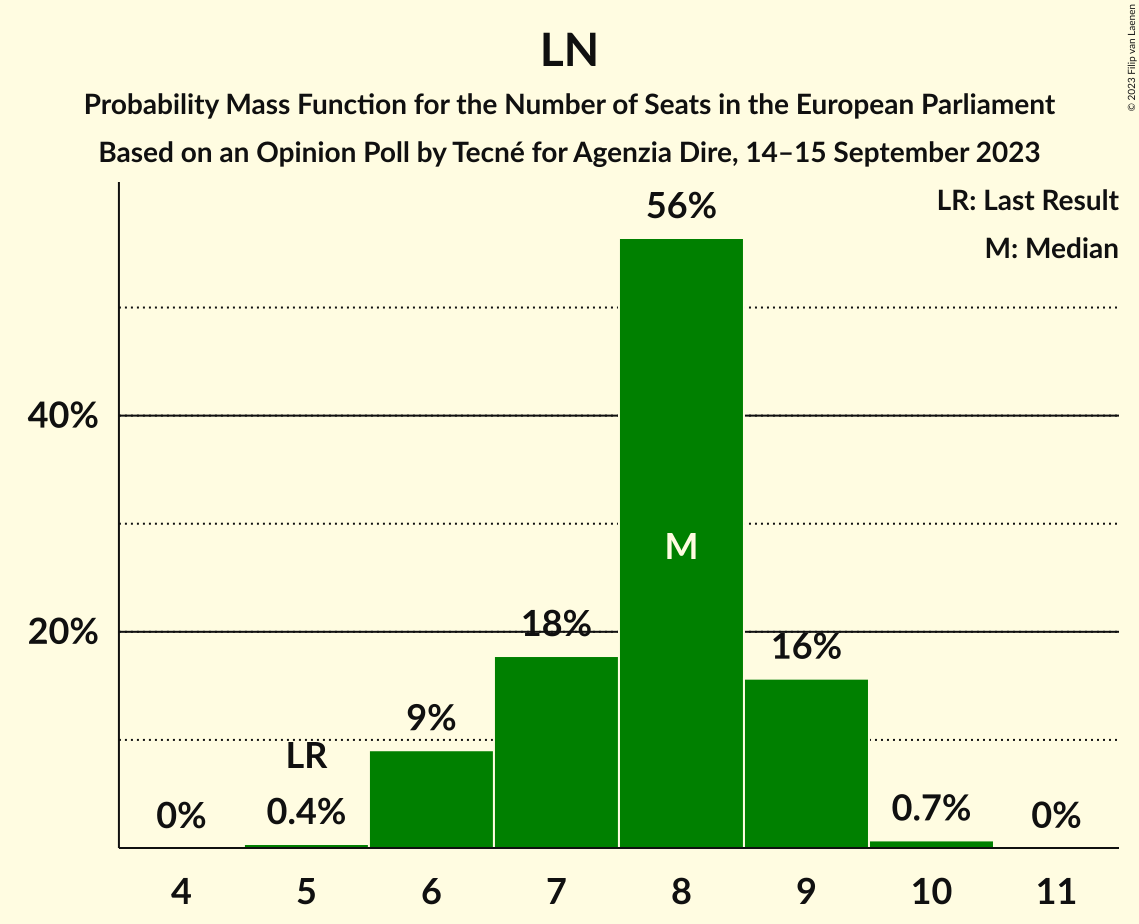 LN
Probability Mass Function for the Number of Seats in the European Parliament
Based on an Opinion Poll by Tecné for Agenzia Dire, 14–15 September 2023
© 2023 Filip van Laenen
LR: Last Result
M: Median
56%
40%
M
20%
18%
16%
9%
LR
0%
0.4%
0.7%
0%
4 5 6 7 8 9 10 11